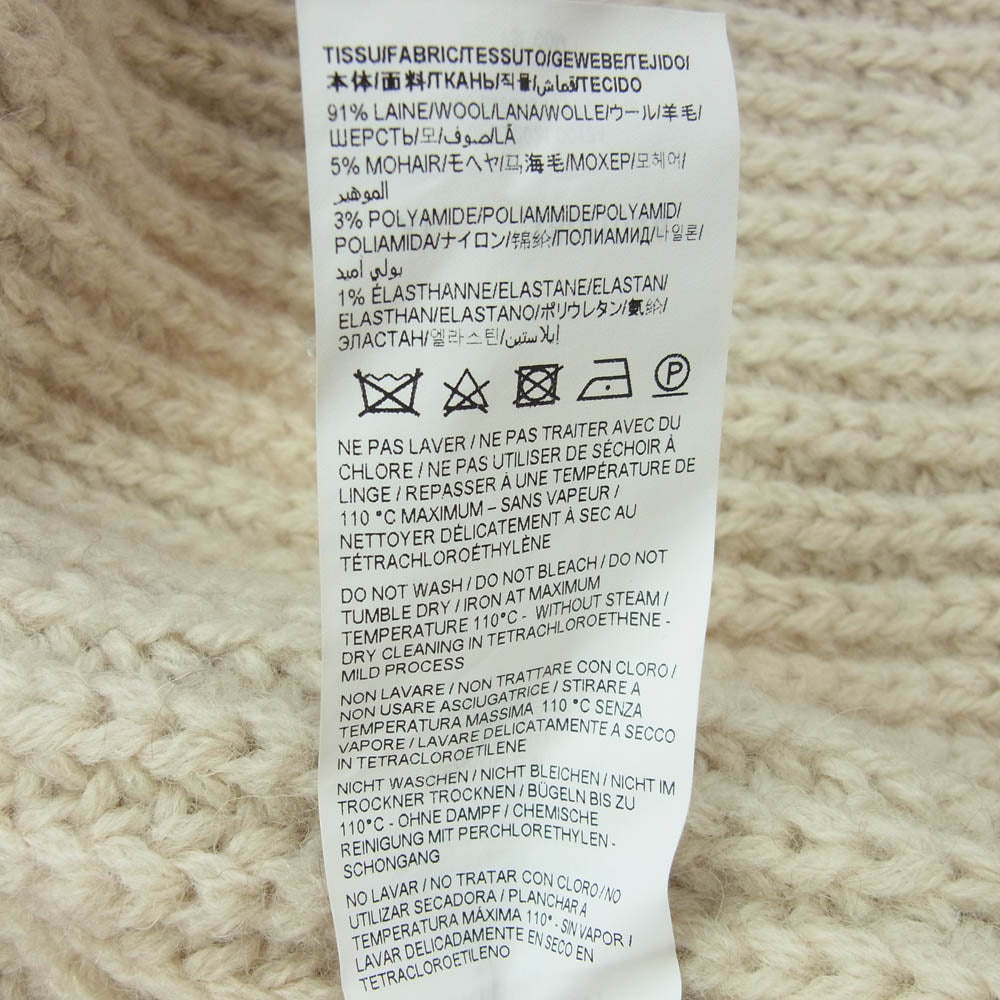 TISSU/FABRIC/TESSUTO/GEWEBE/TEJIDO/
本体/面料/ТКАНЬ/직물/قماش/TECIDO
91% LAINE/WOOL/LANA/WOLLE/ウール/羊毛/
ШЕРСТЬ/모/صوف/LÃ
5% MOHAIR/モヘヤ/马海毛/МОХЕР/모헤어/
الموهير
3% POLYAMIDE/POLIAMMIDE/POLYAMID/
POLIAMIDA/ナイロン/锦纶/ПОЛИАМИД/나일론/
بولي أميد
1% ÉLASTHANNE/ELASTANE/ELASTAN/
ELASTHAN/ELASTANO/ポリウレタン/氨纶/
ЭЛАСТАН/엘라스틴/إيلاستين
P
NE PAS LAVER / NE PAS TRAITER AVEC DU
CHLORE / NE PAS UTILISER DE SÉCHOIR À
LINGE / REPASSER À UNE TEMPÉRATURE DE
110 °C MAXIMUM – SANS VAPEUR /
NETTOYER DÉLICATEMENT À SEC AU
TÉTRACHLOROÉTHYLÈNE
DO NOT WASH / DO NOT BLEACH / DO NOT
TUMBLE DRY / IRON AT MAXIMUM
TEMPERATURE 110°C - WITHOUT STEAM /
DRY CLEANING IN TETRACHLOROETHENE -
MILD PROCESS
NON LAVARE / NON TRATTARE CON CLORO /
NON USARE ASCIUGATRICE / STIRARE A
TEMPERATURA MASSIMA 110 °C SENZA
VAPORE / LAVARE DELICATAMENTE A SECCO
IN TETRACLOROETILENE
NICHT WASCHEN / NICHT BLEICHEN / NICHT IM
TROCKNER TROCKNEN / BÜGELN BIS ZU
110°C - OHNE DAMPF / CHEMISCHE
REINIGUNG MIT PERCHLORETHYLEN -
SCHONGANG
NO LAVAR / NO TRATAR CON CLORO / NO
UTILIZAR SECADORA / PLANCHAR A
TEMPERATURA MÁXIMA 110° - SIN VAPOR /
LAVAR DELICADAMENTE EN SECO EN
TETRACLOROETILENO